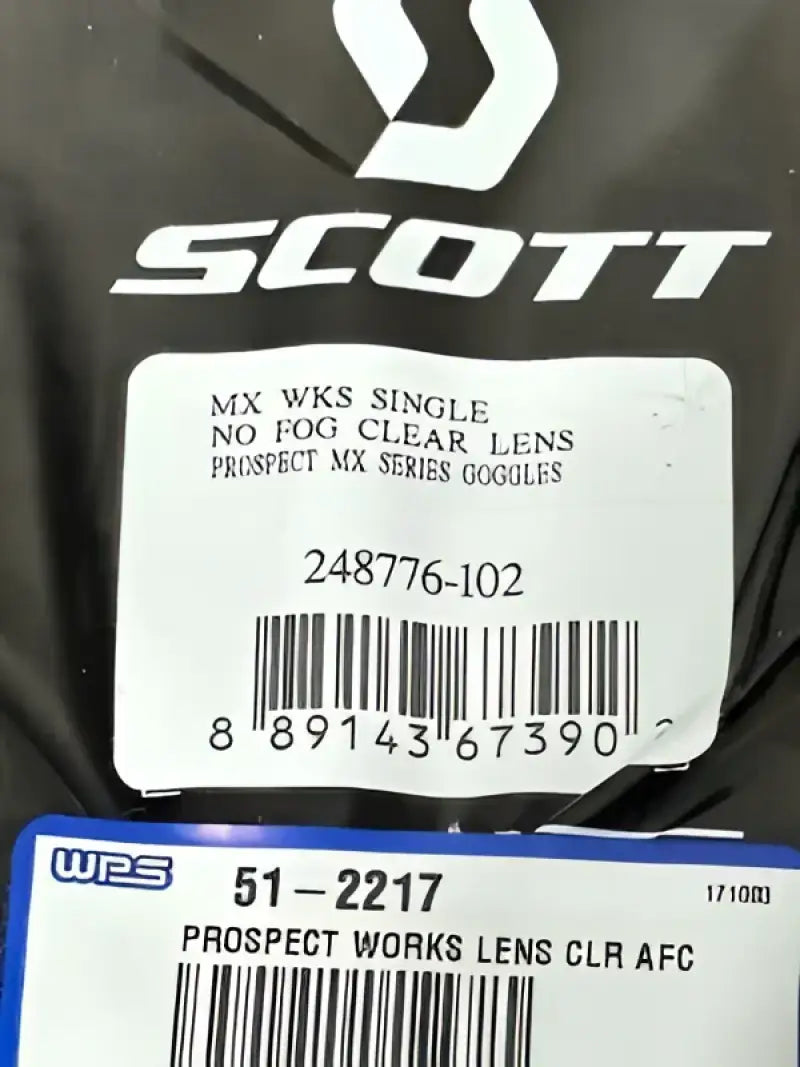 SCOTT
MX WKS SINGLE
NO FOG CLEAR LENS
PROSPECT MX SERIES GOGGLES
248776-102
8 89143 67390
WPS
51-2217
PROSPECT WORKS LENS CLR AFC